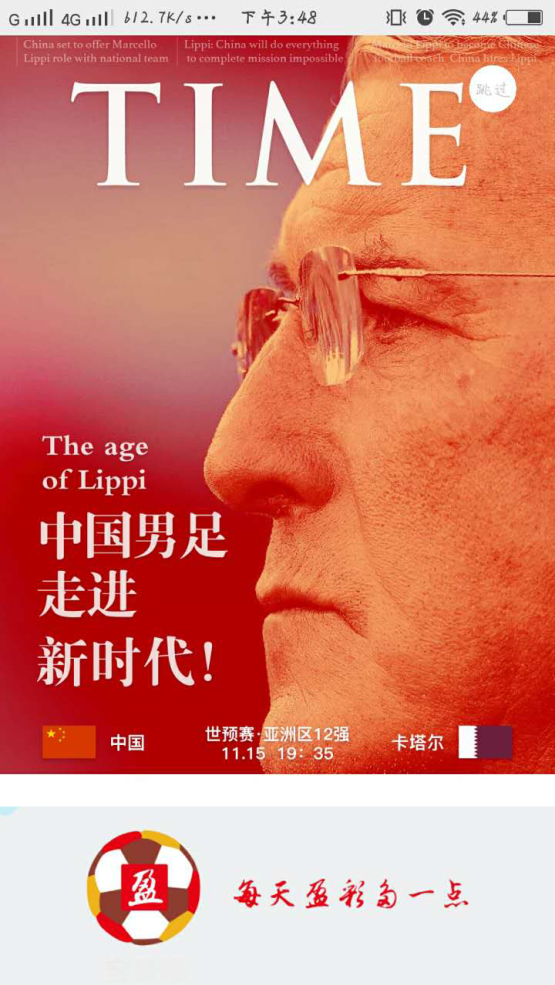 G 4G 612.7K/s··· 下午3:48 44%
China set to offer Marcello
Lippi role with national team
Lippi: China will do everything
to complete mission impossible
Lippi to become Chinese
football coach China hires Lippi
跳过
TIME
The age
of Lippi
中国男足
走进
新时代!
中国
世预赛·亚洲区12强
11.15 19:35
卡塔尔
盈
每天盈彩多一点